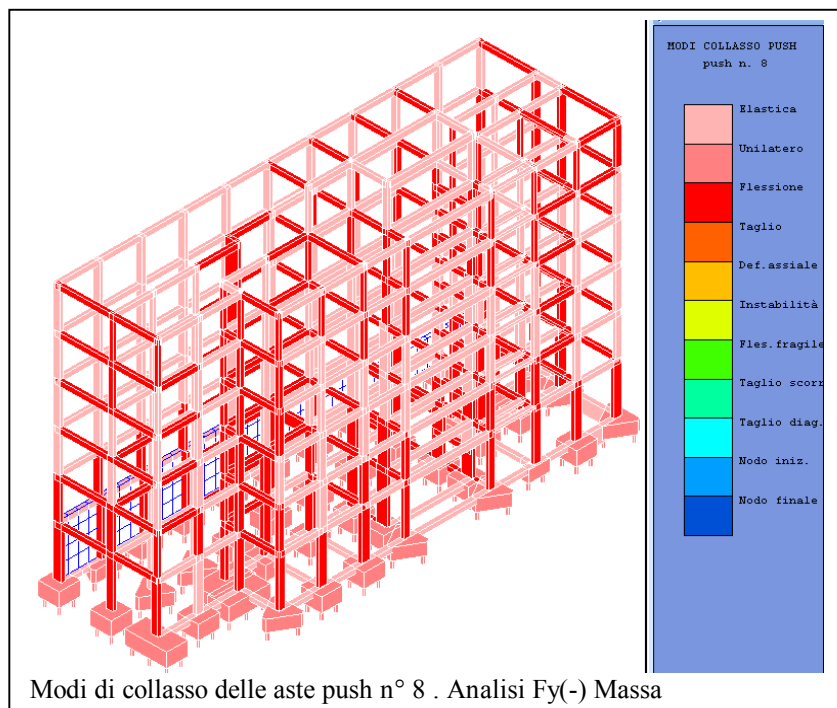 MODI COLLASSO PUSH
push n. 8
Elastica
Unilatero
Flessione
Taglio
Def.assiale
Instabilità
Fles.fragile
Taglio scorr
Taglio diag.
Nodo iniz.
Nodo finale
Modi di collasso delle aste push n° 8 . Analisi Fy(-) Massa